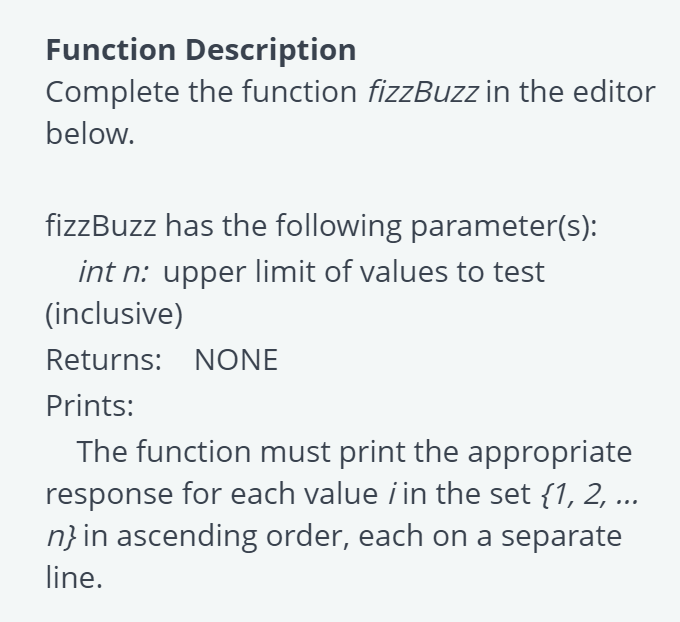 Function Description
Complete the function fizzBuzz in the editor
below.
fizzBuzz has the following parameter(s):
int n:  upper limit of values to test
(inclusive)
Returns:    NONE
Prints:
The function must print the appropriate
response for each value i in the set {1, 2, ...
n} in ascending order, each on a separate
line.